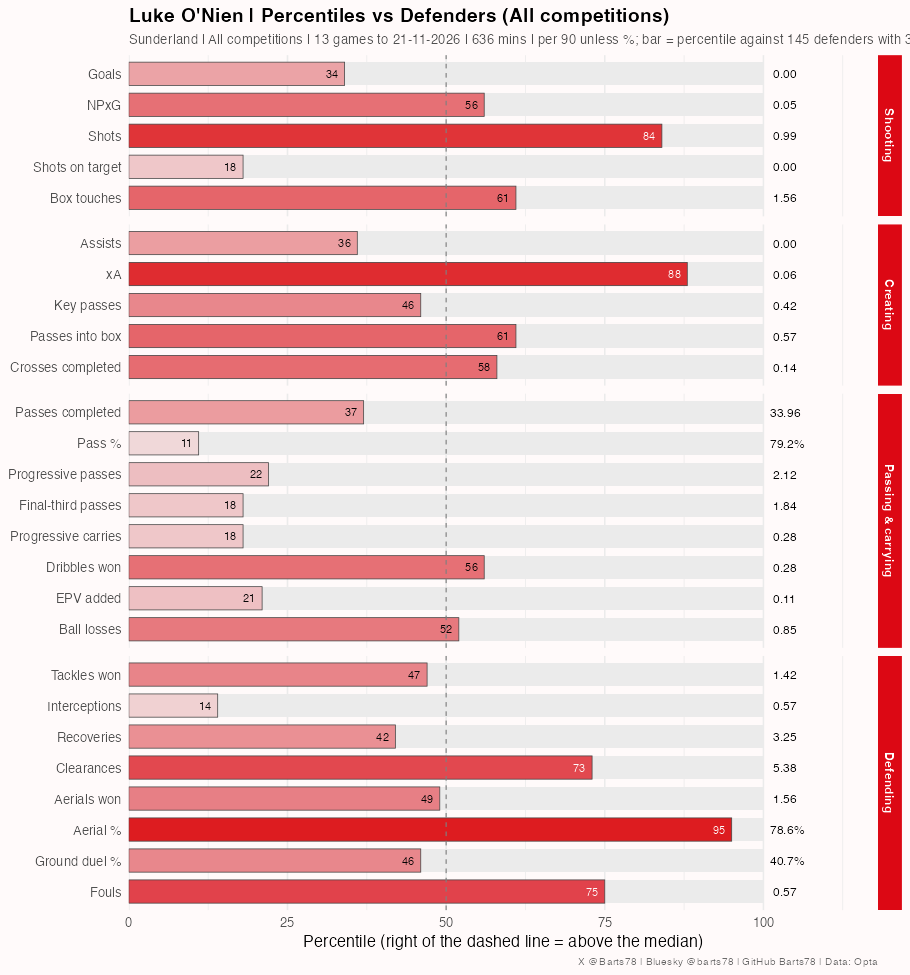 Luke O'Nien | Percentiles vs Defenders (All competitions)
Sunderland | All competitions | 13 games to 21-11-2026 | 636 mins | per 90 unless %; bar = percentile against 145 defenders with 3
Goals 34 0.00
NPxG 56 0.05
Shots 84 0.99
Shots on target 18 0.00
Box touches 61 1.56
Shooting
Assists 36 0.00
xA 88 0.06
Key passes 46 0.42
Passes into box 61 0.57
Crosses completed 58 0.14
Creating
Passes completed 37 33.96
Pass % 11 79.2%
Progressive passes 22 2.12
Final-third passes 18 1.84
Progressive carries 18 0.28
Dribbles won 56 0.28
EPV added 21 0.11
Ball losses 52 0.85
Passing & carrying
Tackles won 47 1.42
Interceptions 14 0.57
Recoveries 42 3.25
Clearances 73 5.38
Aerials won 49 1.56
Aerial % 95 78.6%
Ground duel % 46 40.7%
Fouls 75 0.57
Defending
0 25 50 75 100
Percentile (right of the dashed line = above the median)
X @Barts78 | Bluesky @barts78 | GitHub Barts78 | Data: Opta